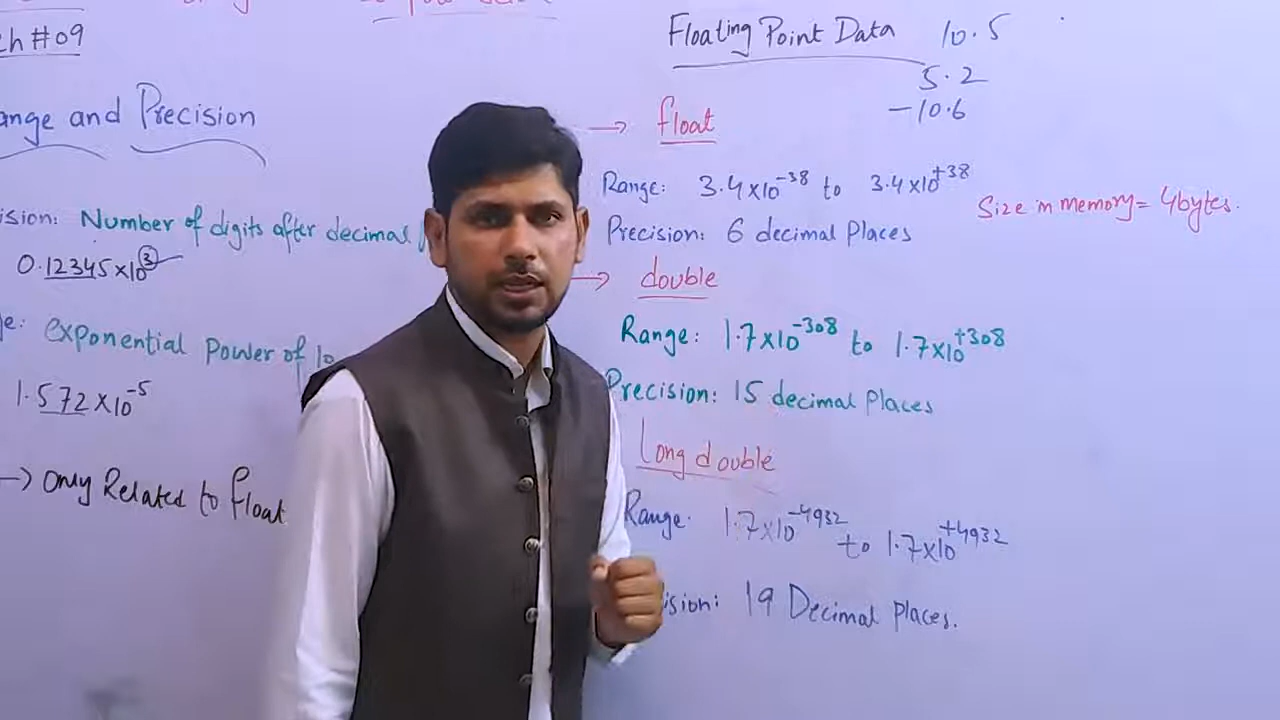 Ch#09
ange and Precision
ision: Number of digits after decimal
0.12345x10^3
ge: exponential Power of 10
1.572x10^-5
→ Only Related to float
Floating Point Data 10.5
5.2
-10.6
→ float
Range: 3.4x10^-38 to 3.4x10^+38
Size in memory= 4bytes.
Precision: 6 decimal Places
→ double
Range: 1.7x10^-308 to 1.7x10^+308
Precision: 15 decimal Places
Long double
Range: 1.7x10^-4932 to 1.7x10^+4932
ision: 19 Decimal places.